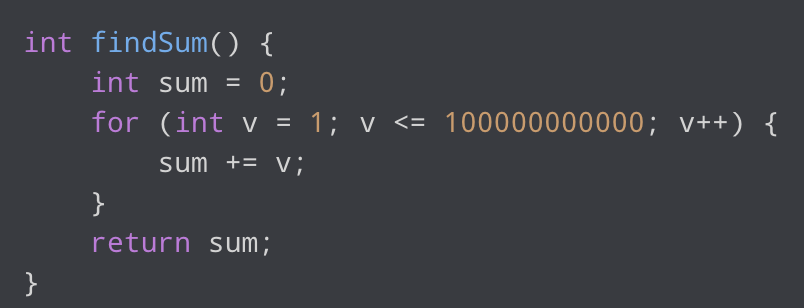 int findSum() {
    int sum = 0;
    for (int v = 1; v <= 100000000000; v++) {
        sum += v;
    }
    return sum;
}